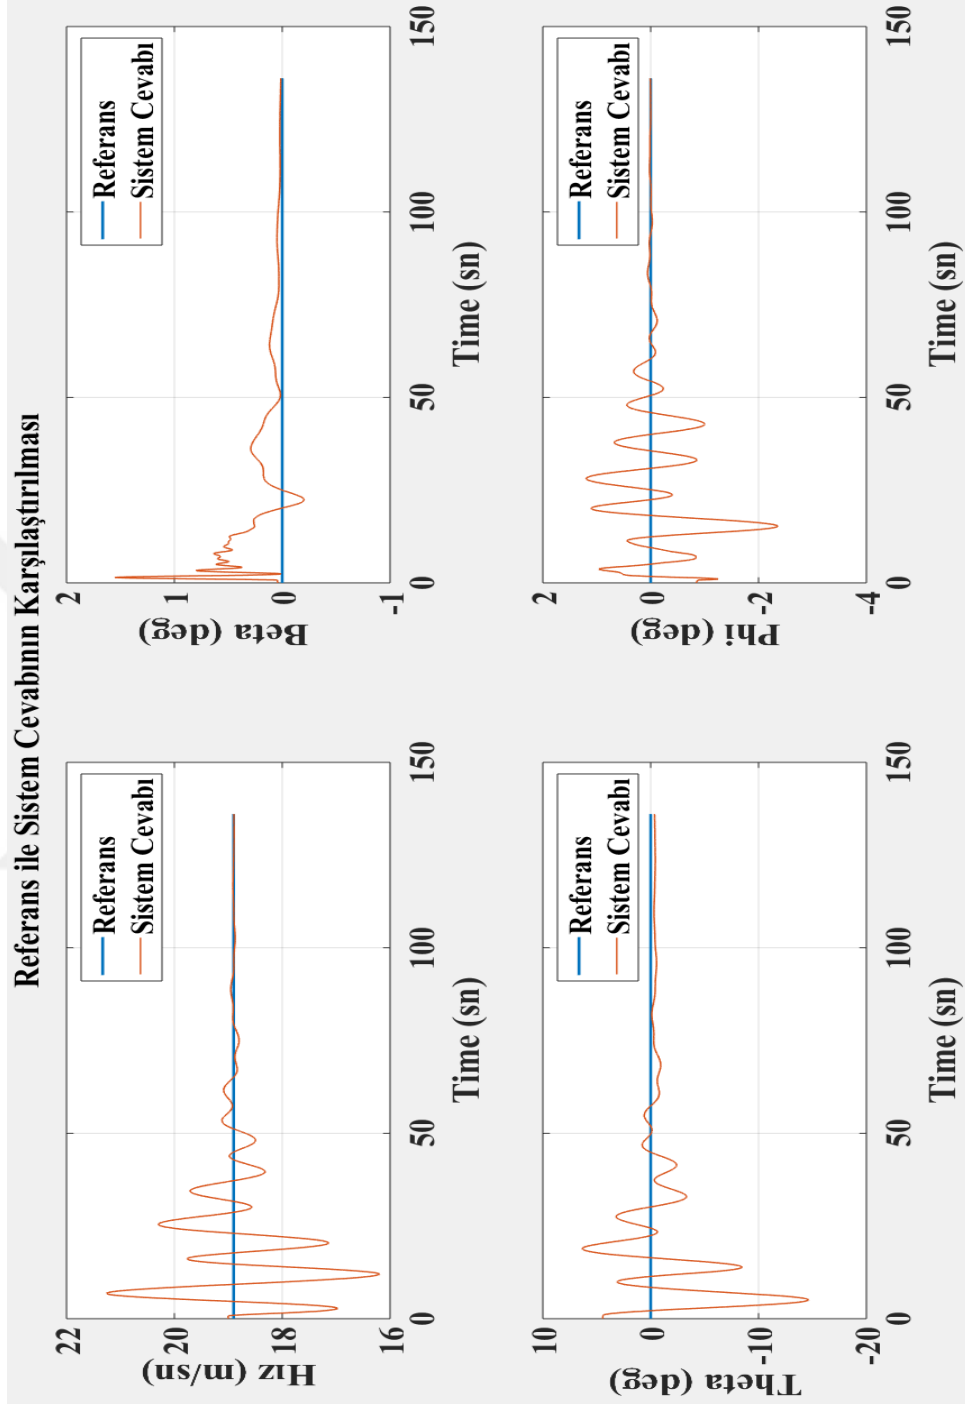 Referans ile Sistem Cevabının Karşılaştırılması
22
20
18
16
Hız (m/sn)
0
50
100
150
Time (sn)
Referans
Sistem Cevabı
2
1
0
-1
Beta (deg)
0
50
100
150
Time (sn)
Referans
Sistem Cevabı
10
0
-10
-20
Theta (deg)
0
50
100
150
Time (sn)
Referans
Sistem Cevabı
2
0
-2
-4
Phi (deg)
0
50
100
150
Time (sn)
Referans
Sistem Cevabı